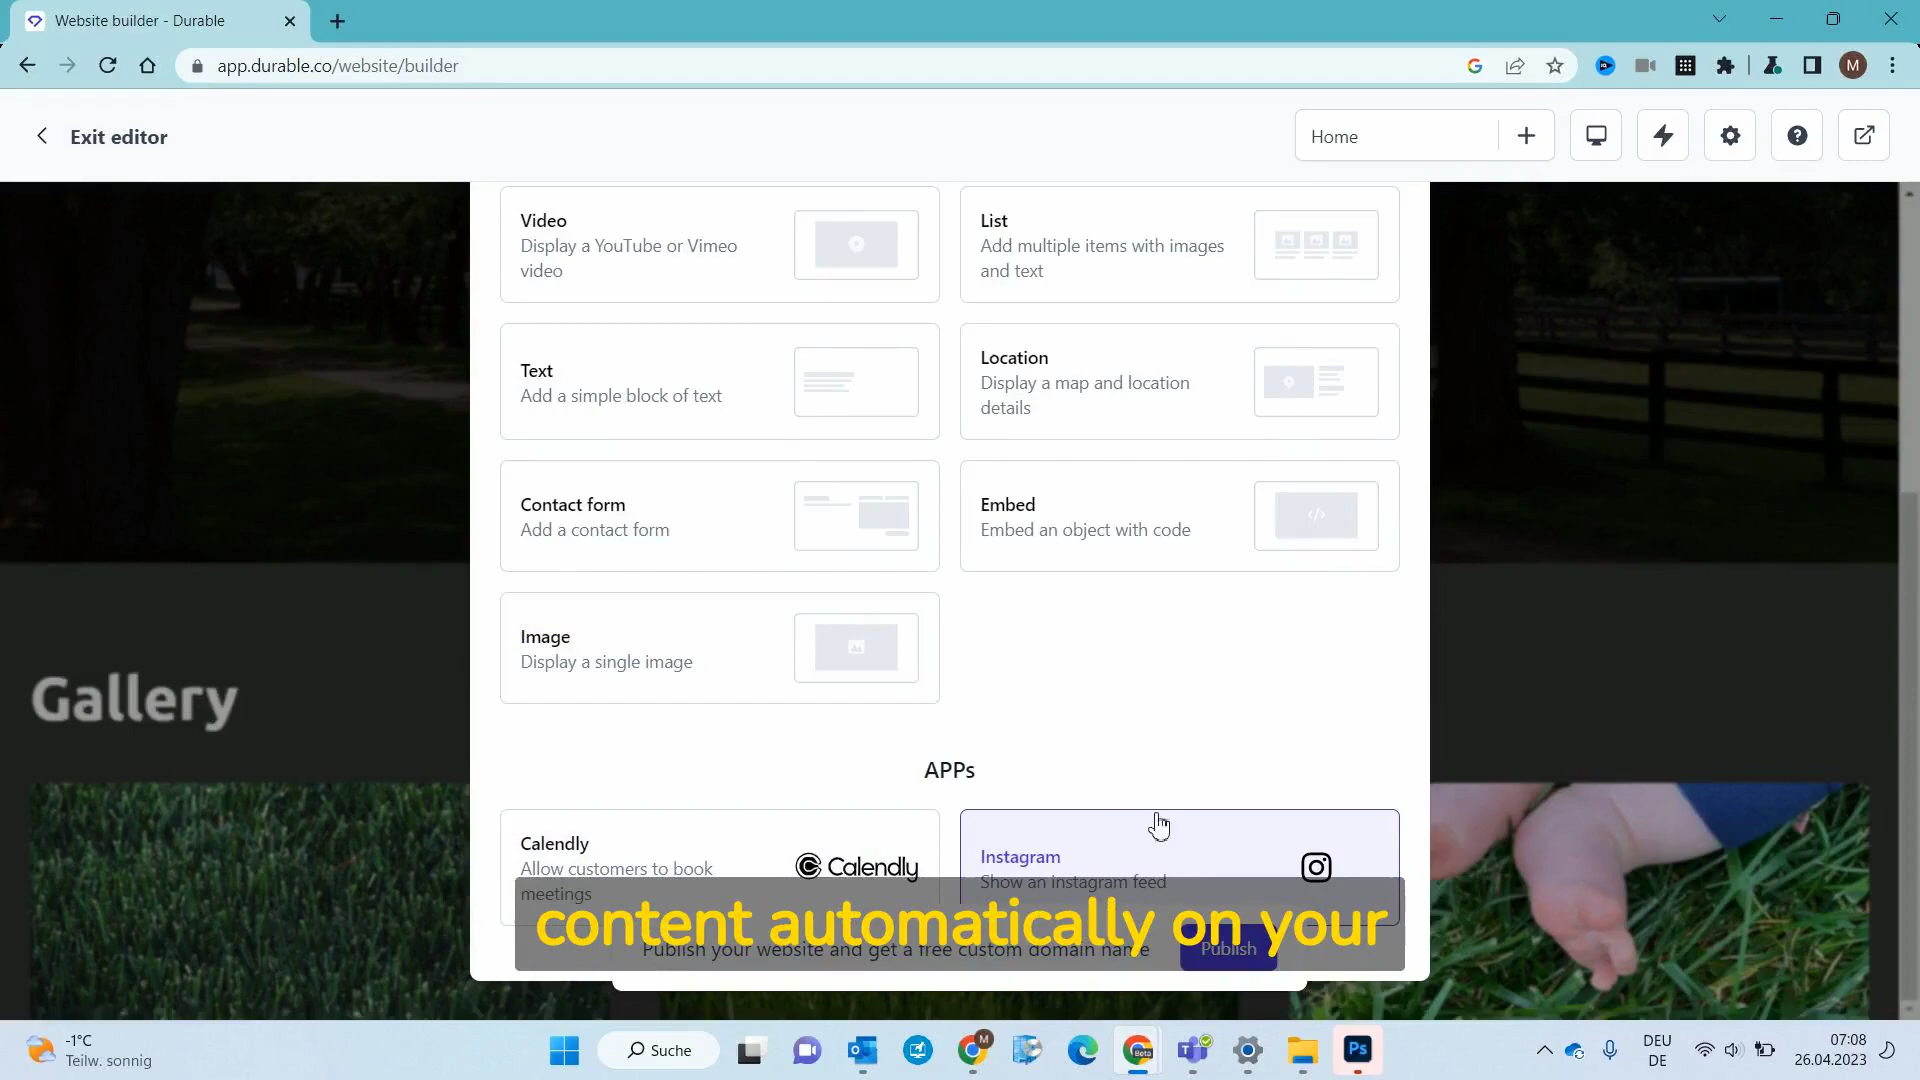 Website builder - Durable
app.durable.co/website/builder
M
Exit editor
Home
Video
Display a YouTube or Vimeo
video
List
Add multiple items with images
and text
Text
Add a simple block of text
Location
Display a map and location
details
Contact form
Add a contact form
Embed
Embed an object with code
</>
Image
Display a single image
Gallery
APPs
Calendly
Allow customers to book
meetings
Calendly
Instagram
Show an instagram feed
content automatically on your
Publish your website and get a free custom domain name
Publish
-1°C
Teilw. sonnig
Suche
M
Beta
Ps
DEU
DE
07:08
26.04.2023